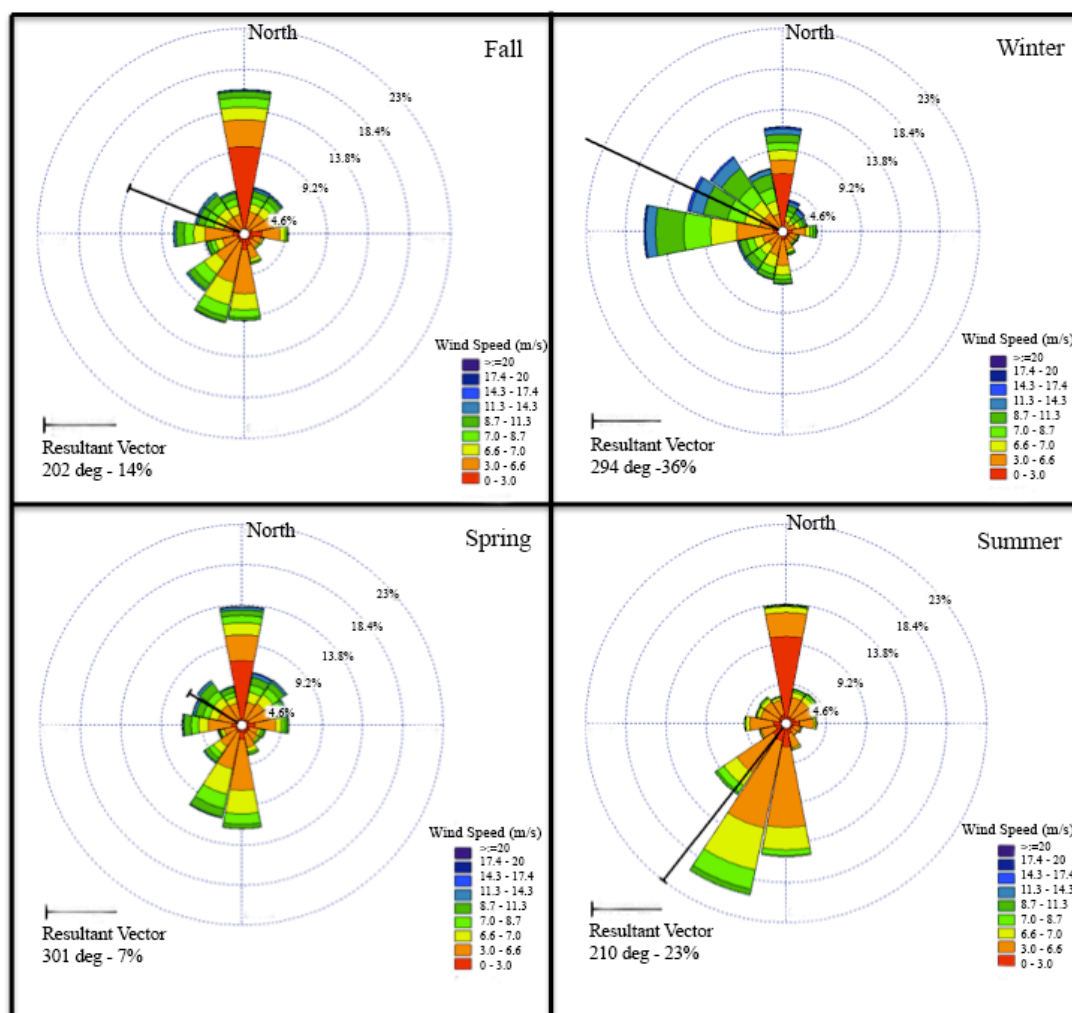 North
Fall
23%
18.4%
13.8%
9.2%
4.6%
Wind Speed (m/s)
>:=20
17.4 - 20
14.3 - 17.4
11.3 - 14.3
8.7 - 11.3
7.0 - 8.7
6.6 - 7.0
3.0 - 6.6
0 - 3.0
Resultant Vector
202 deg - 14%
North
Winter
23%
18.4%
13.8%
9.2%
4.6%
Wind Speed (m/s)
>:=20
17.4 - 20
14.3 - 17.4
11.3 - 14.3
8.7 - 11.3
7.0 - 8.7
6.6 - 7.0
3.0 - 6.6
0 - 3.0
Resultant Vector
294 deg -36%
North
Spring
23%
18.4%
13.8%
9.2%
4.6%
Wind Speed (m/s)
>:=20
17.4 - 20
14.3 - 17.4
11.3 - 14.3
8.7 - 11.3
7.0 - 8.7
6.6 - 7.0
3.0 - 6.6
0 - 3.0
Resultant Vector
301 deg - 7%
North
Summer
23%
18.4%
13.8%
9.2%
4.6%
Wind Speed (m/s)
>:=20
17.4 - 20
14.3 - 17.4
11.3 - 14.3
8.7 - 11.3
7.0 - 8.7
6.6 - 7.0
3.0 - 6.6
0 - 3.0
Resultant Vector
210 deg - 23%